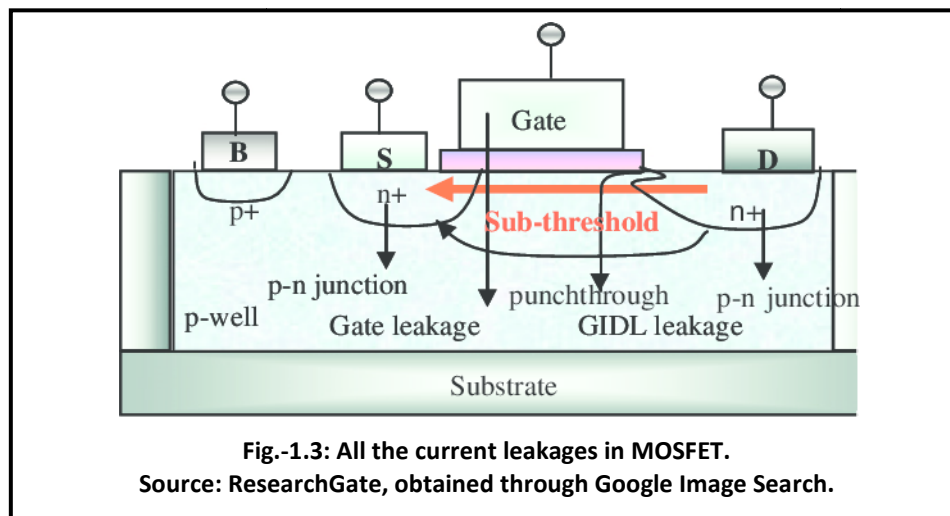 Gate
B
S
D
p+
n+
n+
Sub-threshold
p-n junction
punchthrough
p-n junction
p-well
Gate leakage
GIDL leakage
Substrate
Fig.-1.3: All the current leakages in MOSFET.
Source: ResearchGate, obtained through Google Image Search.